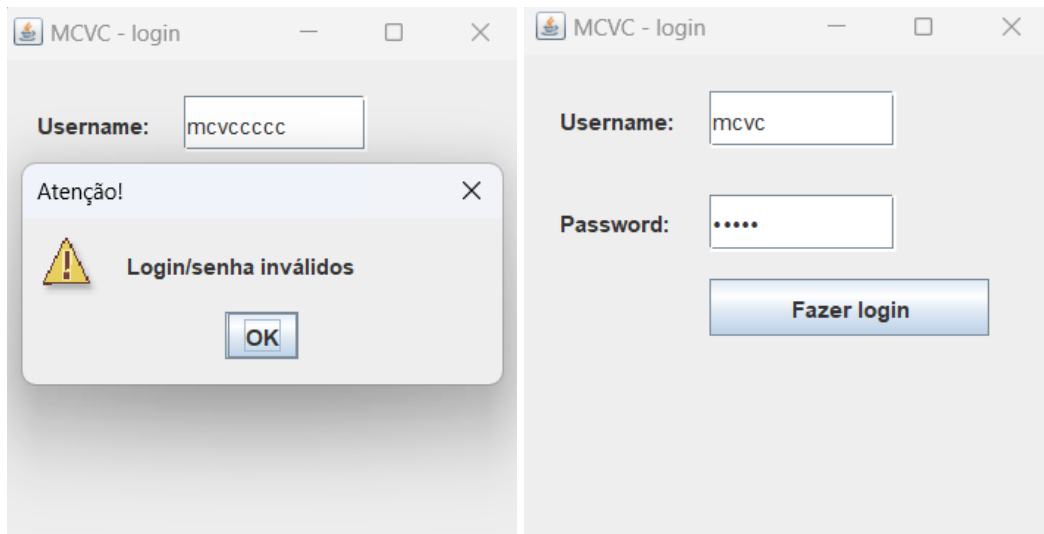 MCVC - login
Username: mcvccccc
Atenção!
Login/senha inválidos
OK
MCVC - login
Username: mcvc
Password: •••••
Fazer login